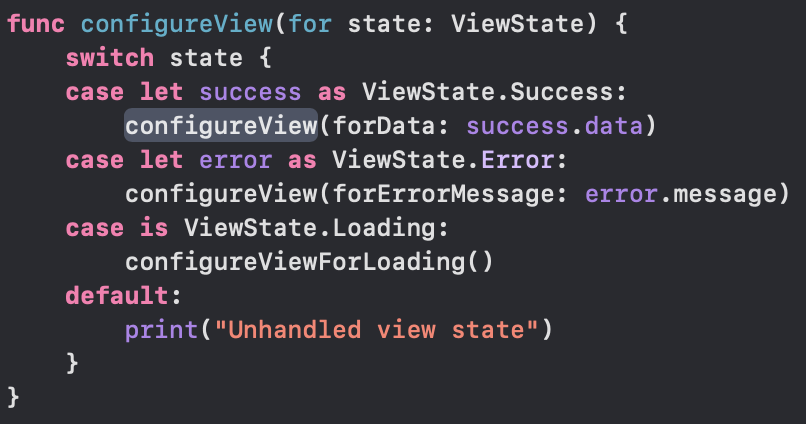 func configureView(for state: ViewState) {
    switch state {
    case let success as ViewState.Success:
        configureView(forData: success.data)
    case let error as ViewState.Error:
        configureView(forErrorMessage: error.message)
    case is ViewState.Loading:
        configureViewForLoading()
    default:
        print("Unhandled view state")
    }
}